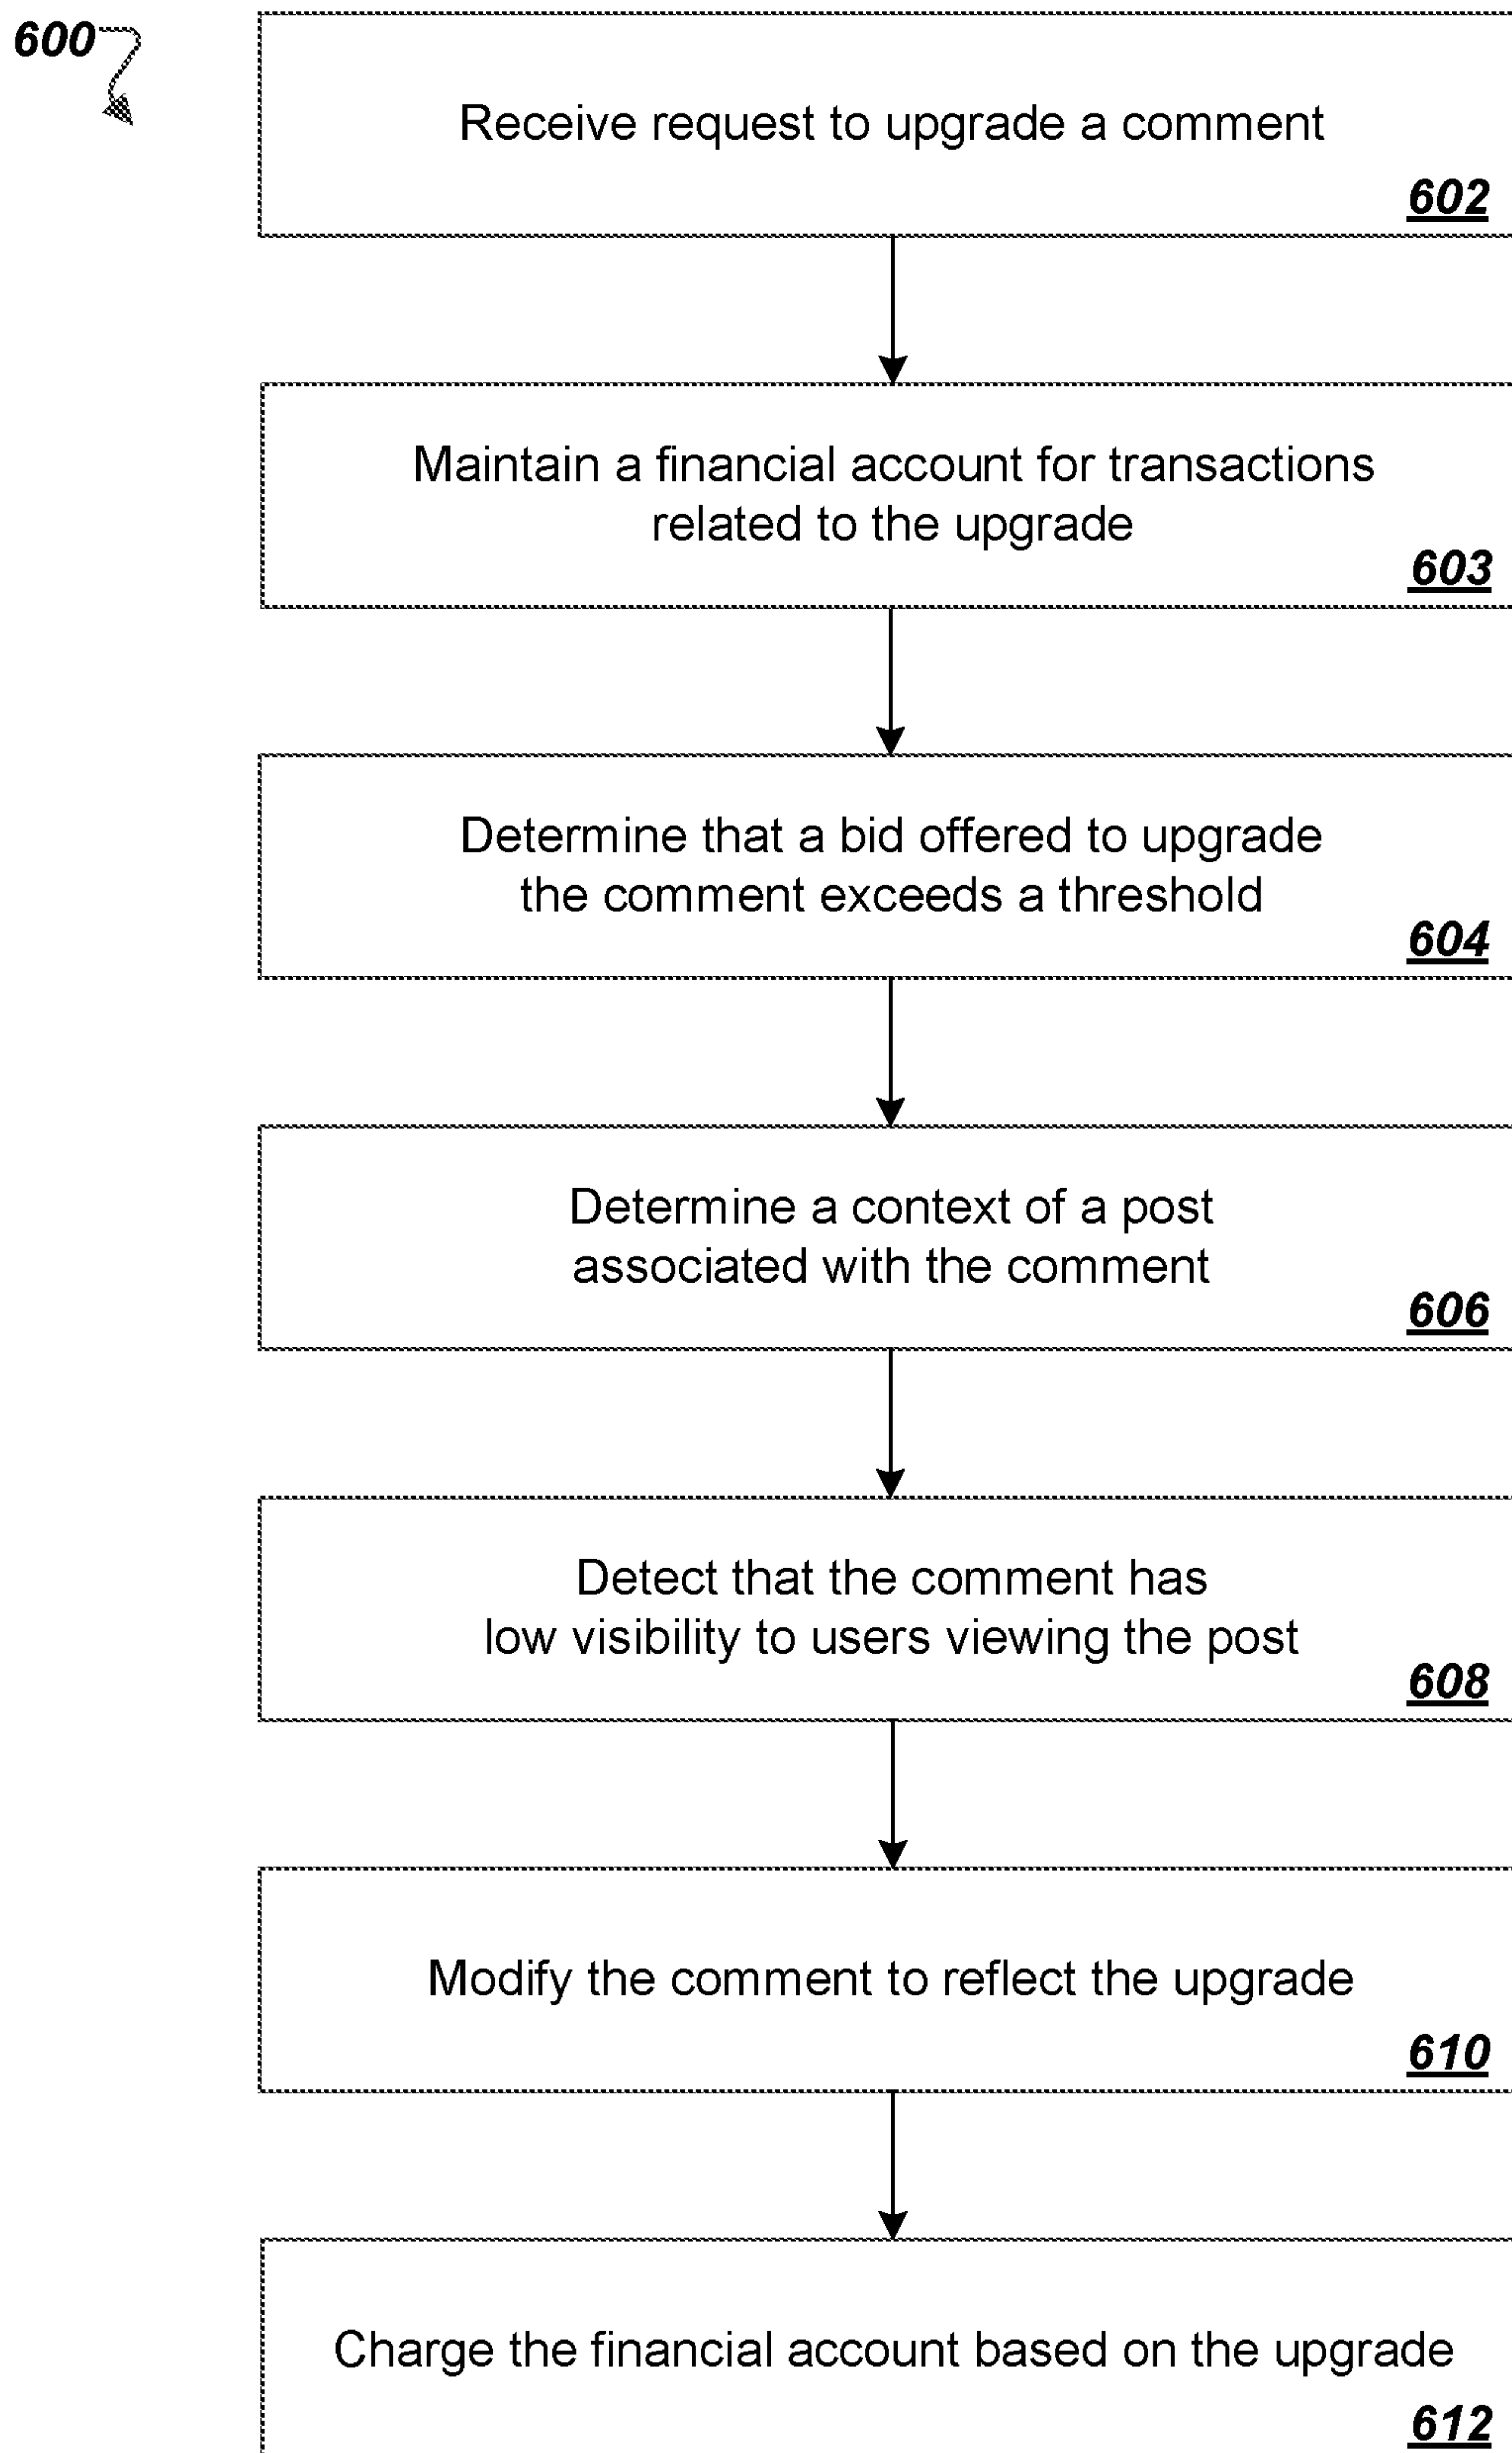 600
Receive request to upgrade a comment
602
Maintain a financial account for transactions
related to the upgrade
603
Determine that a bid offered to upgrade
the comment exceeds a threshold
604
Determine a context of a post
associated with the comment
606
Detect that the comment has
low visibility to users viewing the post
608
Modify the comment to reflect the upgrade
610
Charge the financial account based on the upgrade
612